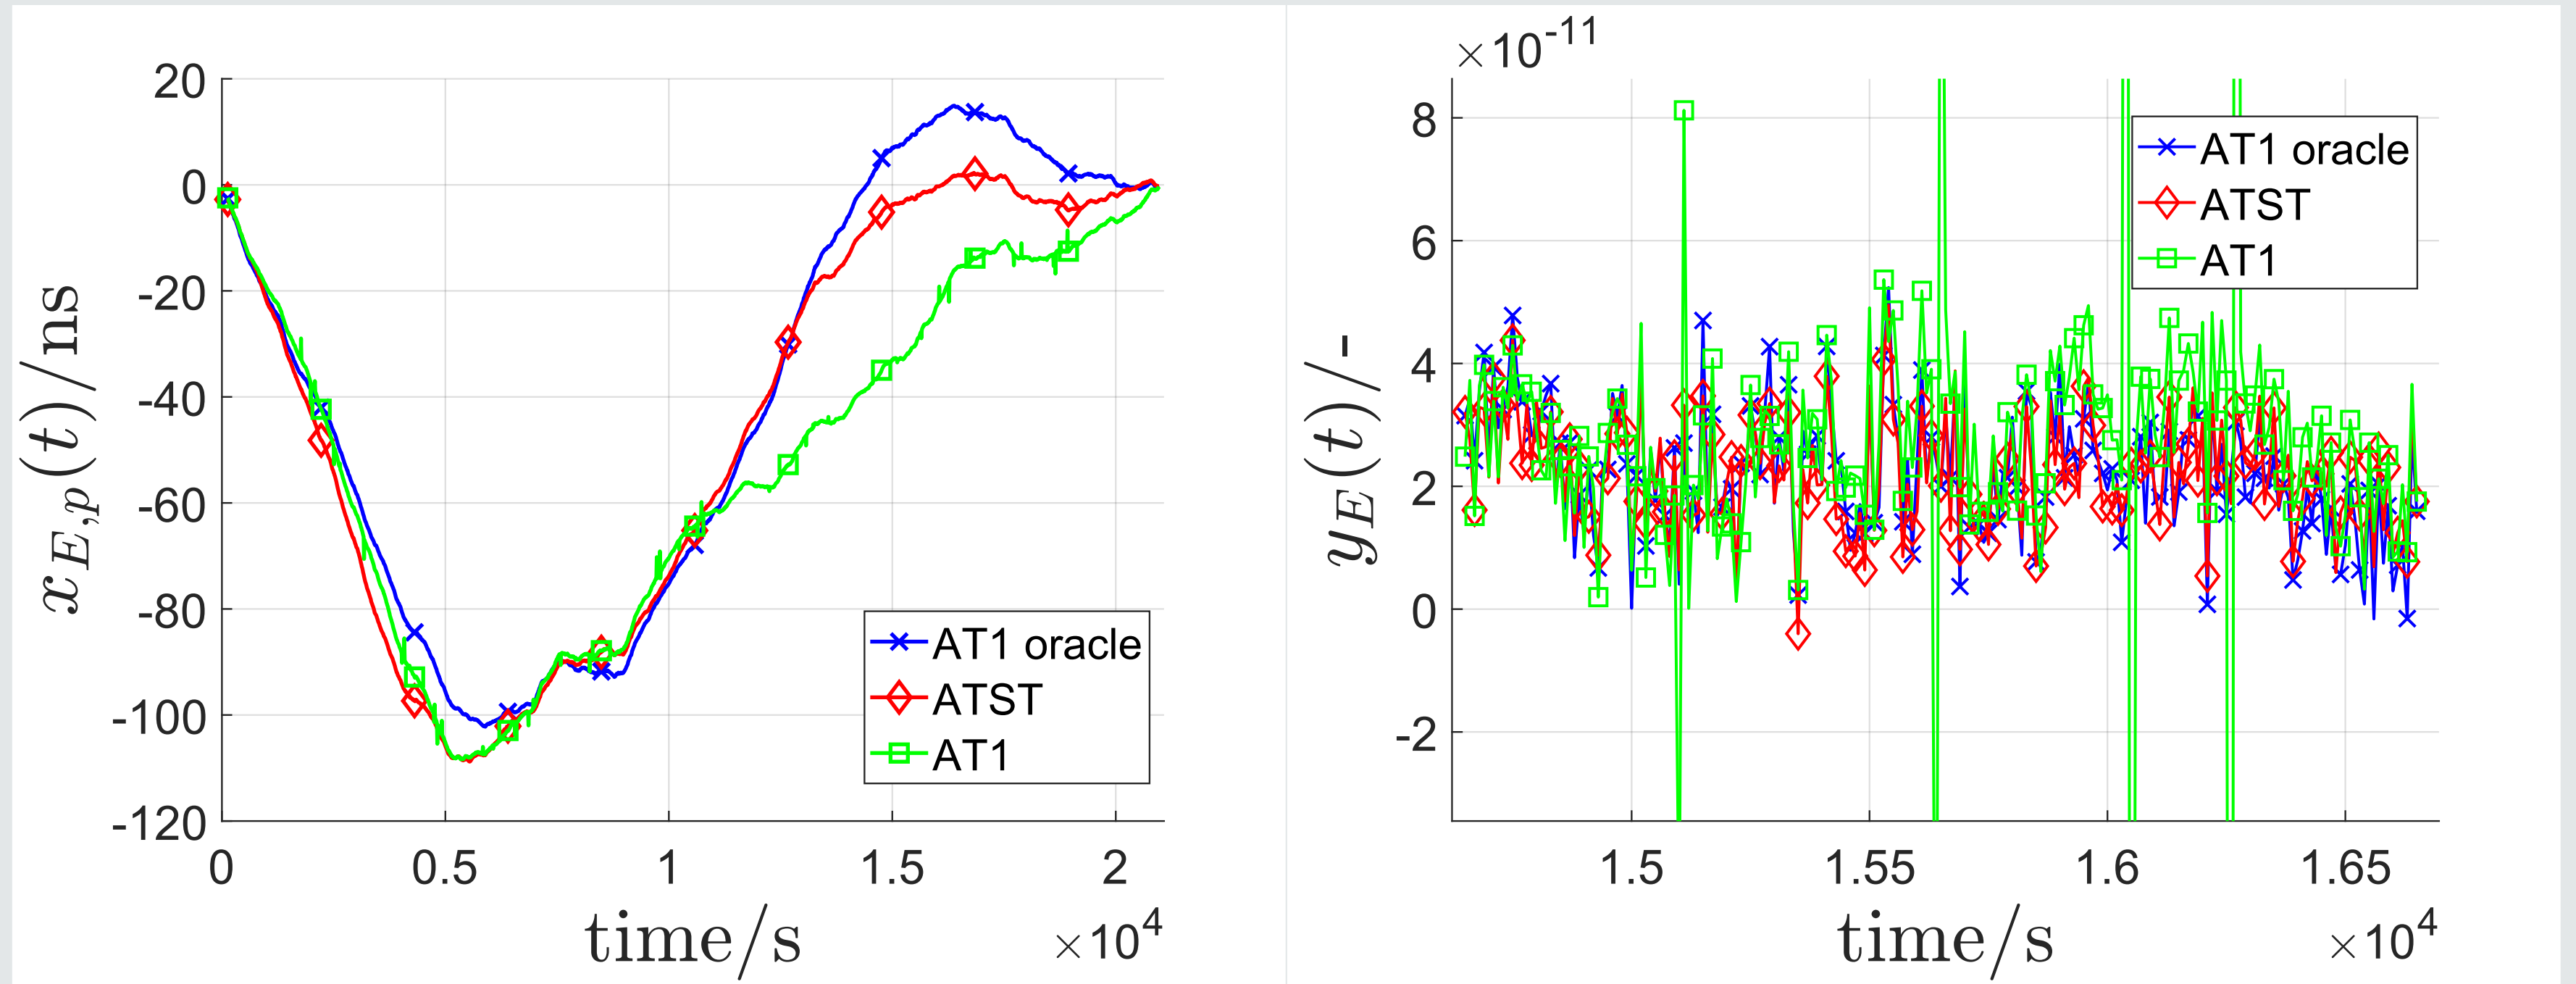 20
0
-20
-40
-60
-80
-100
-120
0
0.5
1
1.5
2
×10^4
x_{E,p}(t)/ns
time/s
AT1 oracle
ATST
AT1
×10^{-11}
8
6
4
2
0
-2
1.5
1.55
1.6
1.65
×10^4
y_E(t)/-
time/s
AT1 oracle
ATST
AT1